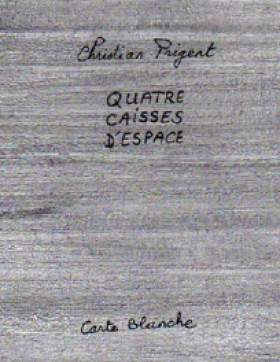 Christian Prigent
QUATRE
CAiSSES
D'ESPACE
Carte Blanche